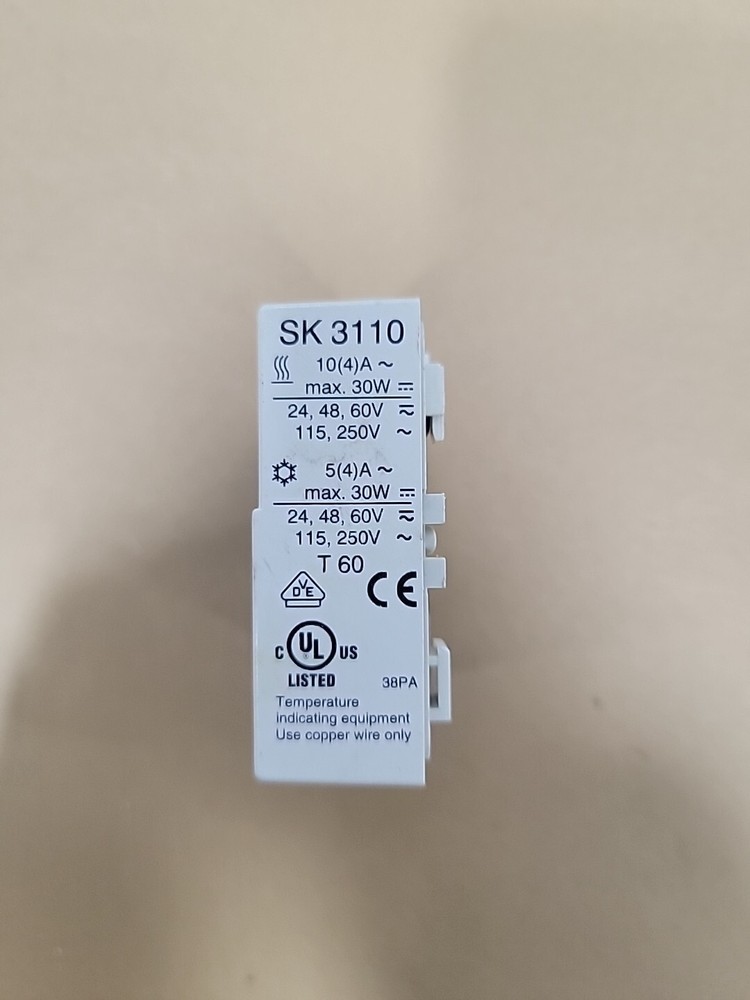 SK 3110
10(4)A ~
max. 30W ⎓
24, 48, 60V ≂
115, 250V ~
5(4)A ~
max. 30W ⎓
24, 48, 60V ≂
115, 250V ~
T 60
DVE
CE
C UL US
LISTED
38PA
Temperature
indicating equipment
Use copper wire only